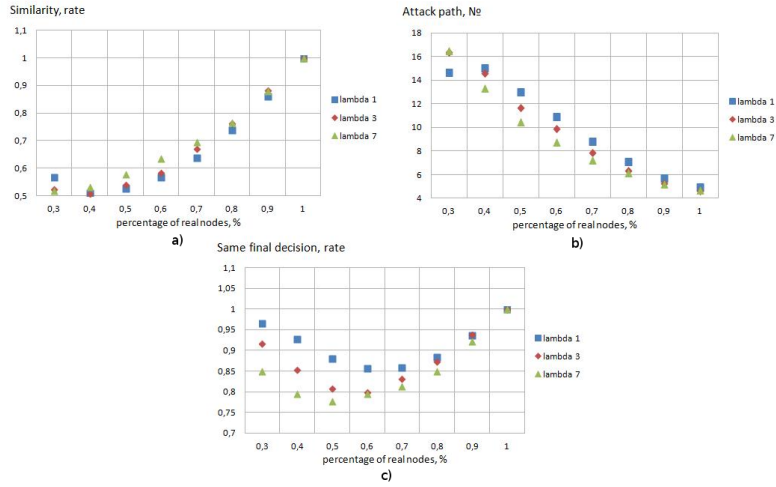 Similarity, rate
1,1
1
0,9
0,8
0,7
0,6
0,5
0,3 0,4 0,5 0,6 0,7 0,8 0,9 1
percentage of real nodes, %
lambda 1
lambda 3
lambda 7
a)
Attack path, №
18
16
14
12
10
8
6
4
0,3 0,4 0,5 0,6 0,7 0,8 0,9 1
percentage of real nodes, %
lambda 1
lambda 3
lambda 7
b)
Same final decision, rate
1,1
1,05
1
0,95
0,9
0,85
0,8
0,75
0,7
0,3 0,4 0,5 0,6 0,7 0,8 0,9 1
percentage of real nodes, %
lambda 1
lambda 3
lambda 7
c)